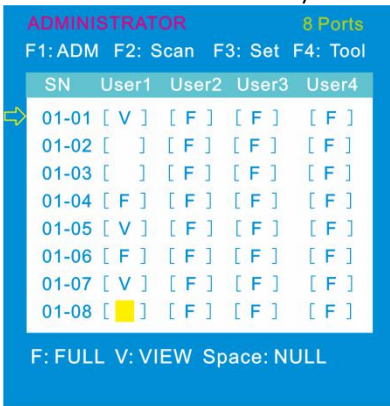 ADMINISTRATOR 8 Ports
F1: ADM F2: Scan F3: Set F4: Tool
SN User1 User2 User3 User4
01-01 [ V ] [ F ] [ F ] [ F ]
01-02 [ ] [ F ] [ F ] [ F ]
01-03 [ ] [ F ] [ F ] [ F ]
01-04 [ F ] [ F ] [ F ] [ F ]
01-05 [ V ] [ F ] [ F ] [ F ]
01-06 [ F ] [ F ] [ F ] [ F ]
01-07 [ V ] [ F ] [ F ] [ F ]
01-08 [ ] [ F ] [ F ] [ F ]
F: FULL V: VIEW Space: NULL